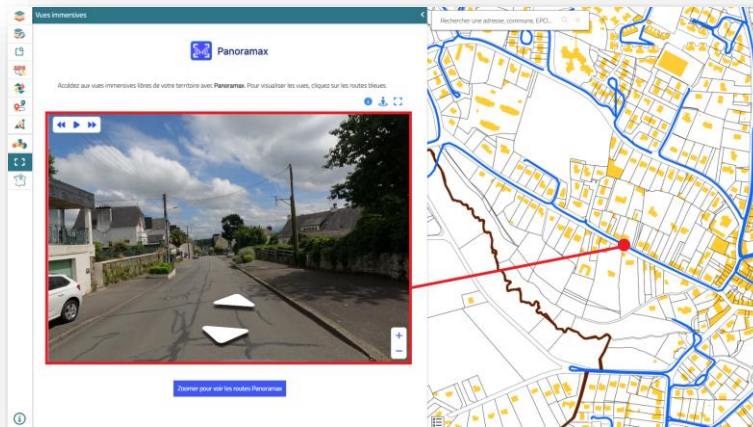 Vues immersives
Rechercher une adresse, commune, EPCI...
Panoramax
Accédez aux vues immersives libres de votre territoire avec Panoramax. Pour visualiser les vues, cliquez sur les routes bleues.
Zoomer pour voir les routes Panoramax